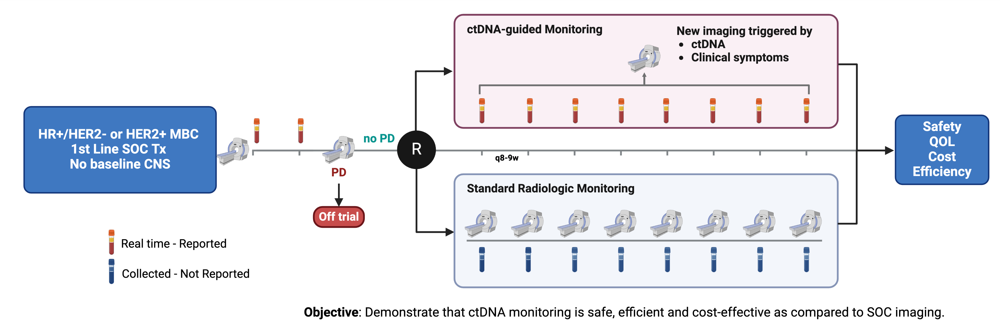 HR+/HER2- or HER2+ MBC
1st Line SOC Tx
No baseline CNS
no PD
PD
Off trial
R
ctDNA-guided Monitoring
New imaging triggered by
• ctDNA
• Clinical symptoms
q8-9w
Standard Radiologic Monitoring
Safety
QOL
Cost
Efficiency
Real time - Reported
Collected - Not Reported
Objective: Demonstrate that ctDNA monitoring is safe, efficient and cost-effective as compared to SOC imaging.